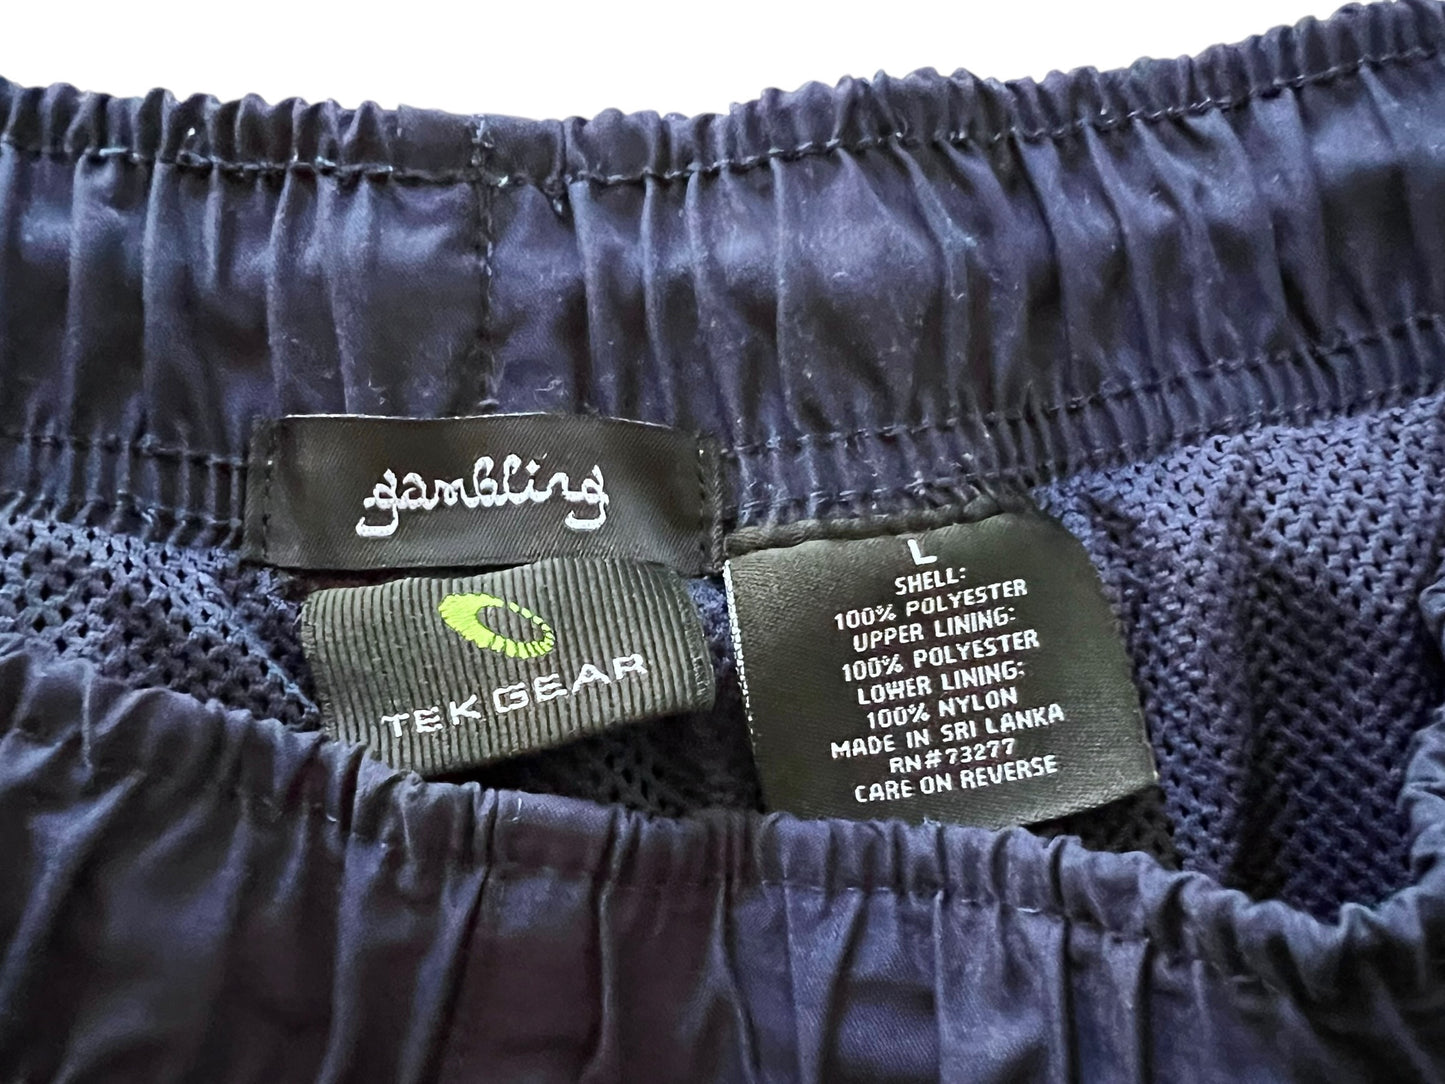 gambling
TEK GEAR
L
SHELL:
100% POLYESTER
UPPER LINING:
100% POLYESTER
LOWER LINING:
100% NYLON
MADE IN SRI LANKA
RN#73277
CARE ON REVERSE